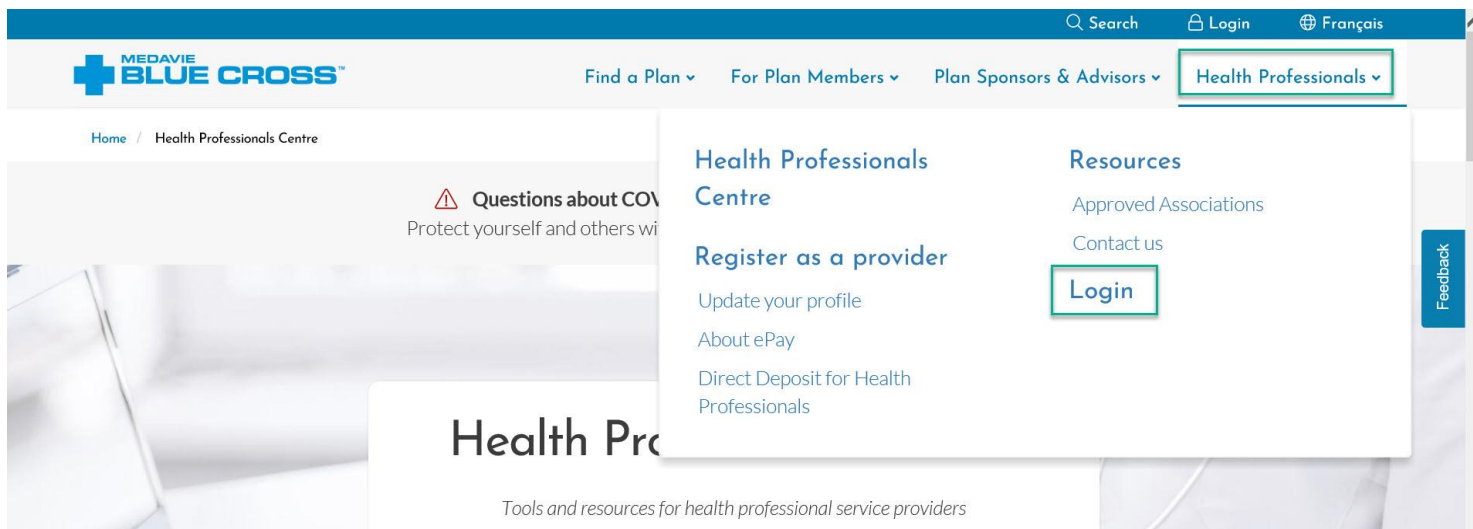 Search Login Français
MEDAVIE
BLUE CROSS™
Find a Plan For Plan Members Plan Sponsors & Advisors Health Professionals
Home / Health Professionals Centre
Questions about COV
Protect yourself and others wi
Health Professionals
Centre
Register as a provider
Update your profile
About ePay
Direct Deposit for Health
Professionals
Resources
Approved Associations
Contact us
Login
Feedback
Health Pro
Tools and resources for health professional service providers